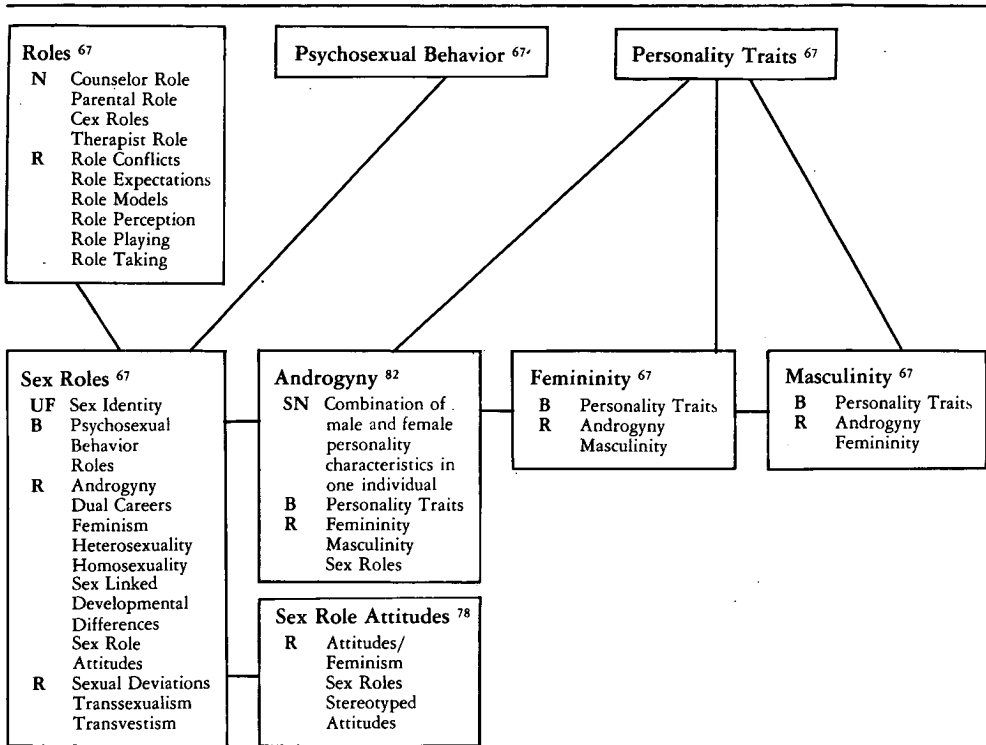 Roles 67
N Counselor Role
Parental Role
Cex Roles
Therapist Role
R Role Conflicts
Role Expectations
Role Models
Role Perception
Role Playing
Role Taking
Psychosexual Behavior 67
Personality Traits 67
Sex Roles 67
UF Sex Identity
B Psychosexual
Behavior
Roles
R Androgyny
Dual Careers
Feminism
Heterosexuality
Homosexuality
Sex Linked
Developmental
Differences
Sex Role
Attitudes
R Sexual Deviations
Transsexualism
Transvestism
Androgyny 82
SN Combination of
male and female
personality
characteristics in
one individual
B Personality Traits
R Femininity
Masculinity
Sex Roles
Sex Role Attitudes 78
R Attitudes/
Feminism
Sex Roles
Stereotyped
Attitudes
Femininity 67
B Personality Traits
R Androgyny
Masculinity
Masculinity 67
B Personality Traits
R Androgyny
Femininity